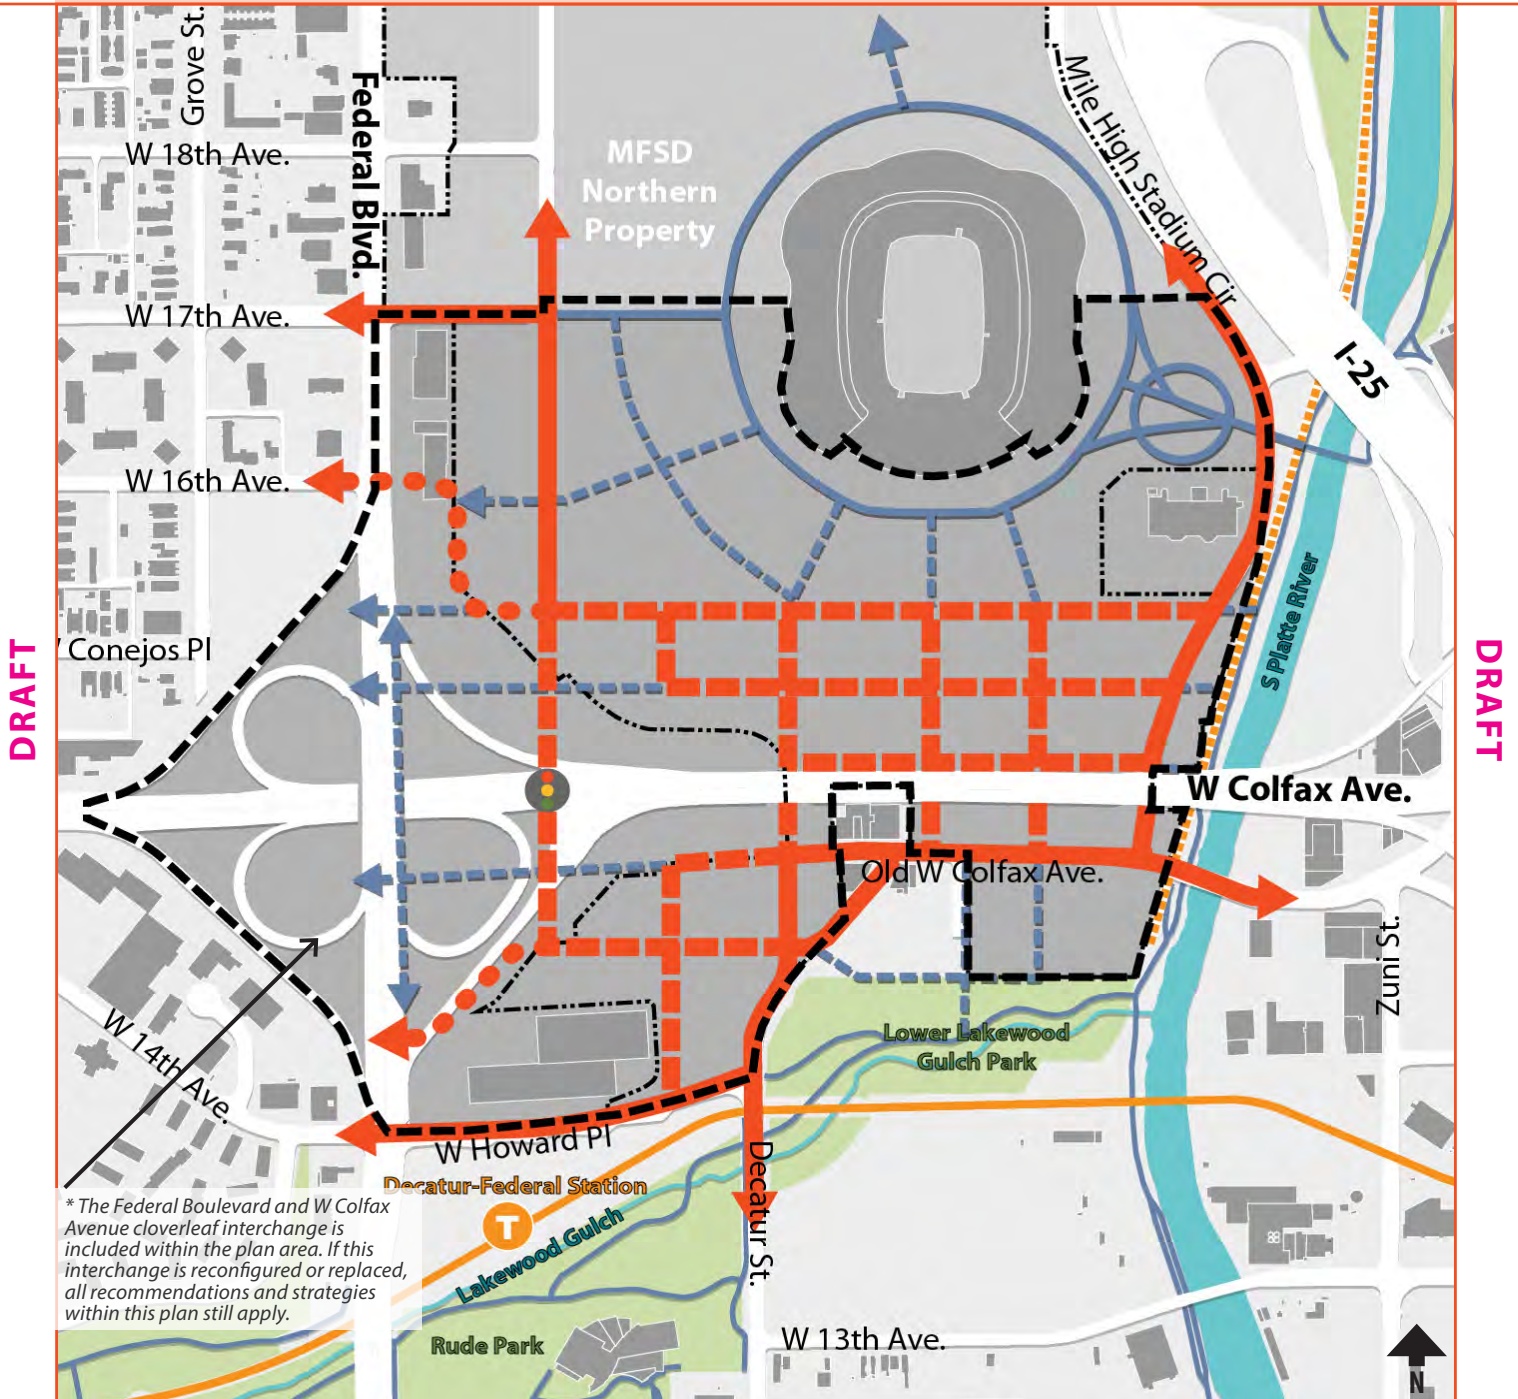 Grove St.
Federal Blvd.
W 18th Ave.
MFSD
Northern
Property
Mile High Stadium Cir
W 17th Ave.
I-25
W 16th Ave.
S Platte River
Conejos Pl
DRAFT
DRAFT
W Colfax Ave.
Old W Colfax Ave.
Zuni St.
W 14th Ave.
Lower Lakewood
Gulch Park
W Howard Pl
Decatur St.
Decatur-Federal Station
T
Lakewood Gulch
* The Federal Boulevard and W Colfax
Avenue cloverleaf interchange is
included within the plan area. If this
interchange is reconfigured or replaced,
all recommendations and strategies
within this plan still apply.
Rude Park
W 13th Ave.
N